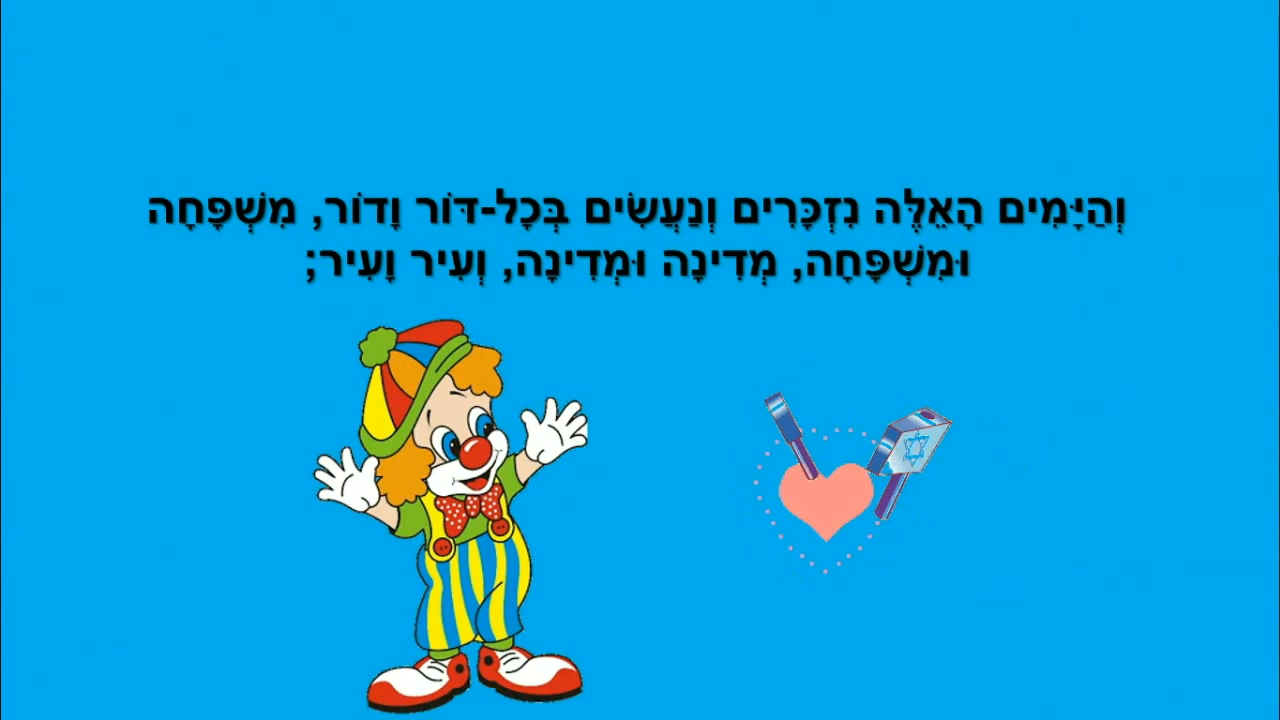 וְהַיָּמִים הָאֵלֶּה נִזְכָּרִים וְנַעֲשִׂים בְּכָל-דּוֹר וָדוֹר, מִשְׁפָּחָה
וּמִשְׁפָּחָה, מְדִינָה וּמְדִינָה, וְעִיר וָעִיר;